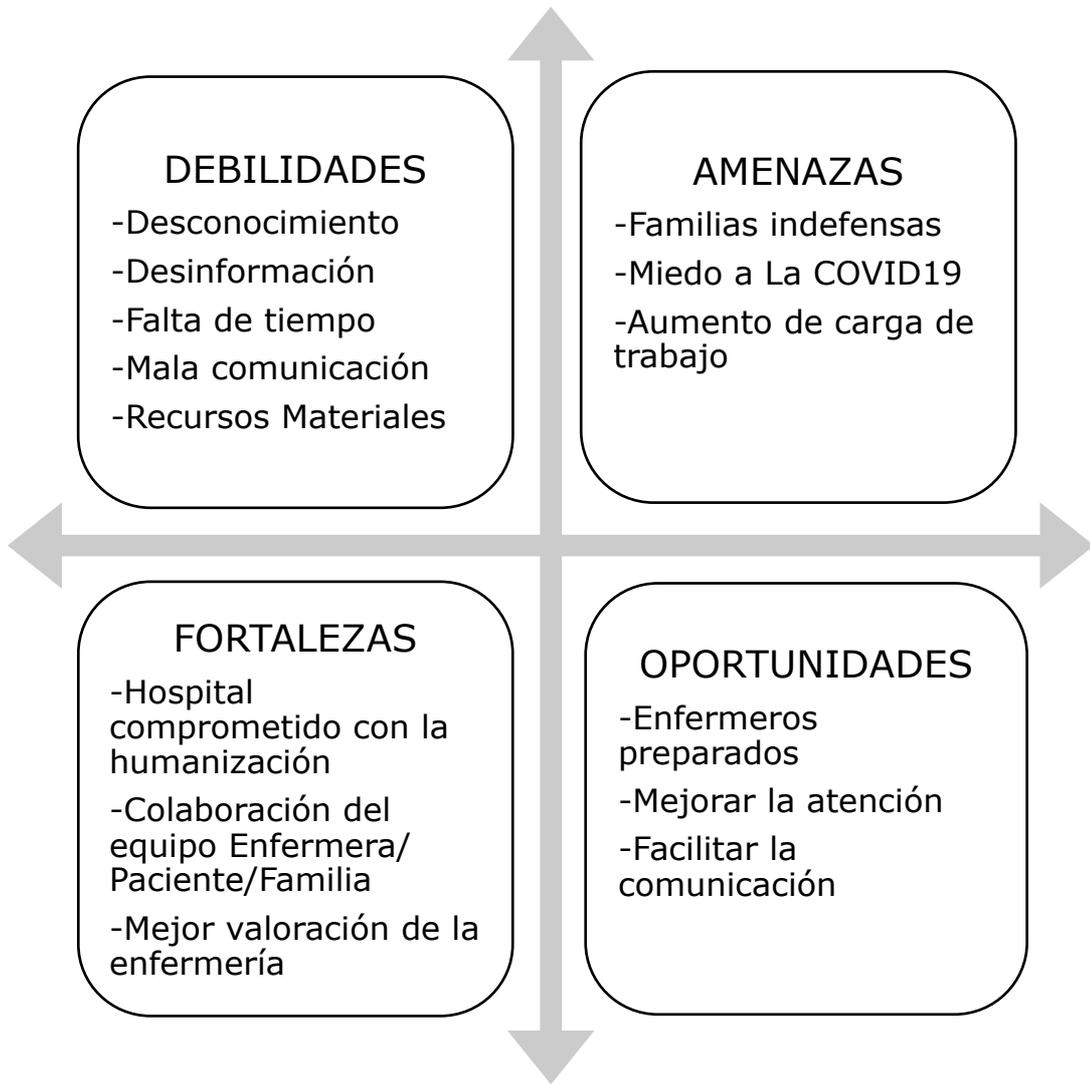 DEBILIDADES
-Desconocimiento
-Desinformación
-Falta de tiempo
-Mala comunicación
-Recursos Materiales
AMENAZAS
-Familias indefensas
-Miedo a La COVID19
-Aumento de carga de
trabajo
FORTALEZAS
-Hospital
comprometido con la
humanización
-Colaboración del
equipo Enfermera/
Paciente/Familia
-Mejor valoración de la
enfermería
OPORTUNIDADES
-Enfermeros
preparados
-Mejorar la atención
-Facilitar la
comunicación